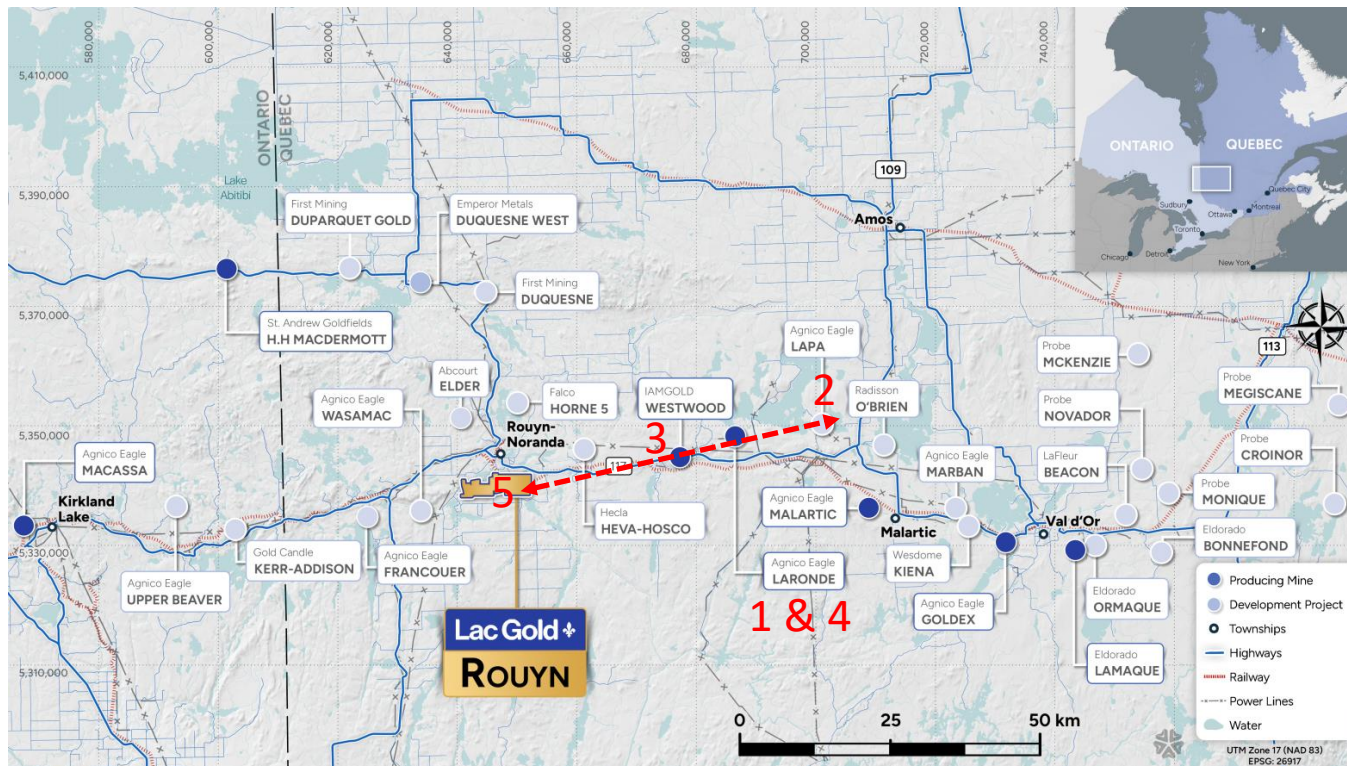 580,000
600,000
620,000
640,000
660,000
680,000
700,000
720,000
740,000
5,410,000
5,390,000
5,370,000
5,350,000
5,330,000
5,310,000
ONTARIO
QUEBEC
Lake
Abitibi
First Mining
DUPARQUET GOLD
Emperor Metals
DUQUESNE WEST
First Mining
DUQUESNE
St. Andrew Goldfields
H.H MACDERMOTT
109
Amos
113
ONTARIO
QUEBEC
Quebec City
Sudbury
Ottawa
Montreal
Toronto
Chicago
Detroit
New York
Agnico Eagle
LAPA
Abcourt
ELDER
Agnico Eagle
WASAMAC
Falco
HORNE 5
IAMGOLD
WESTWOOD
2
Radisson
O'BRIEN
Probe
MCKENZIE
Probe
MEGISCANE
Probe
NOVADOR
Rouyn-
Noranda
3
117
Agnico Eagle
MACASSA
Agnico Eagle
MARBAN
LaFleur
BEACON
Probe
CROINOR
Probe
MONIQUE
5
Kirkland
Lake
Hecla
HEVA-HOSCO
Agnico Eagle
MALARTIC
Malartic
Val d'Or
Eldorado
BONNEFOND
Gold Candle
KERR-ADDISON
Agnico Eagle
FRANCOUER
Agnico Eagle
UPPER BEAVER
Agnico Eagle
LARONDE
Wesdome
KIENA
Agnico Eagle
GOLDEX
Eldorado
ORMAQUE
Eldorado
LAMAQUE
1 & 4
Lac Gold
ROUYN
Producing Mine
Development Project
Townships
Highways
Railway
Power Lines
Water
0
25
50 km
UTM Zone 17 (NAD 83)
EPSG: 26917